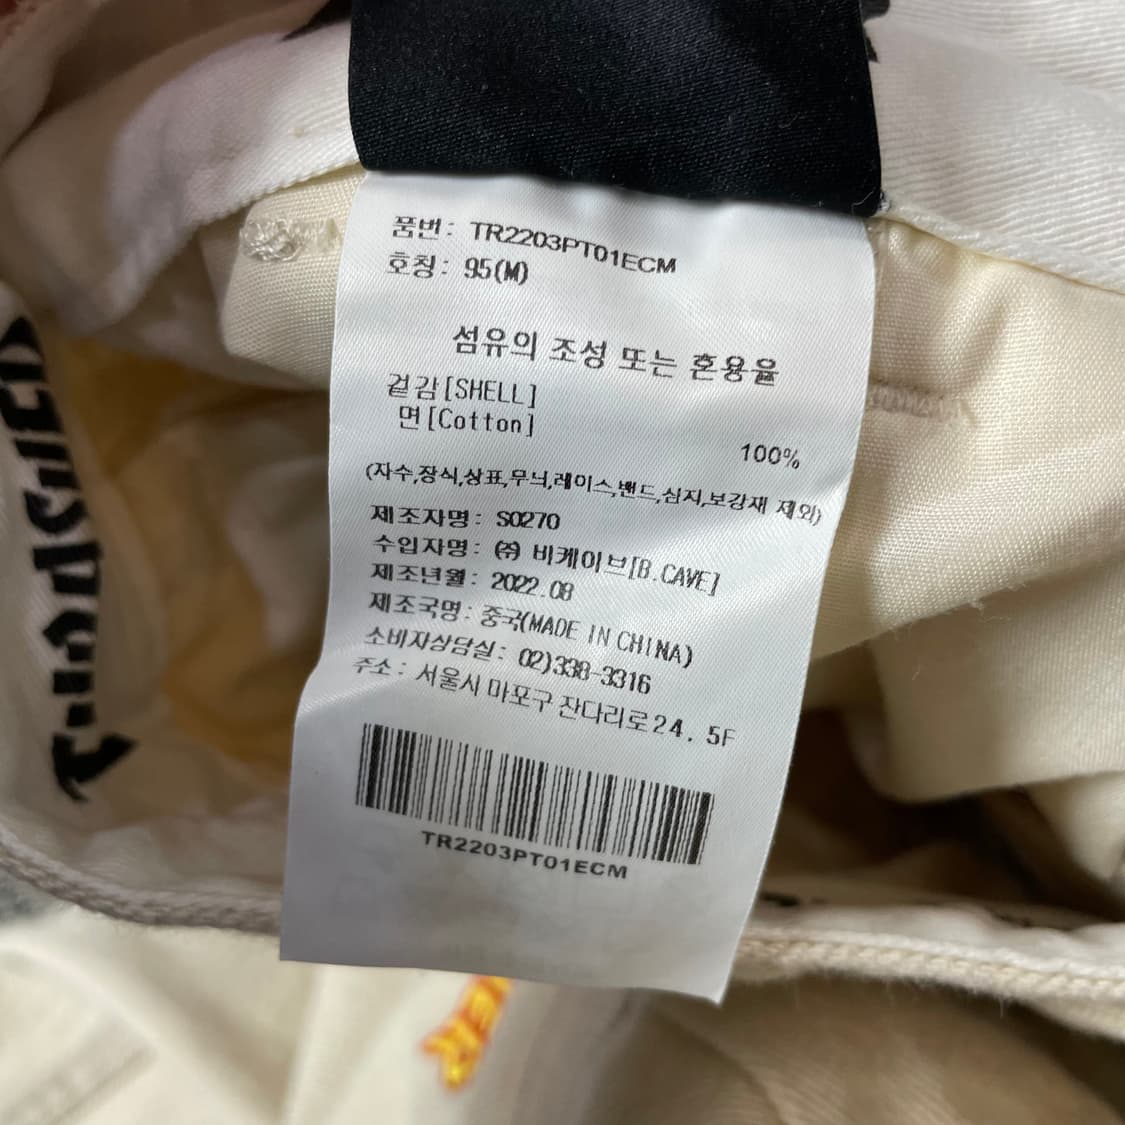 품번: TR2203PT01ECM
호칭: 95(M)
섬유의 조성 또는 혼용율
겉감[SHELL]
면[Cotton]
100%
(자수,장식,상표,무늬,레이스,밴드,심지,보강재 제외)
제조자명: S0270
수입자명: ㈜ 비케이브[B.CAVE]
제조년월: 2022.08
제조국명: 중국(MADE IN CHINA)
소비자상담실: 02)338-3316
주소: 서울시 마포구 잔다리로24. 5F
TR2203PT01ECM